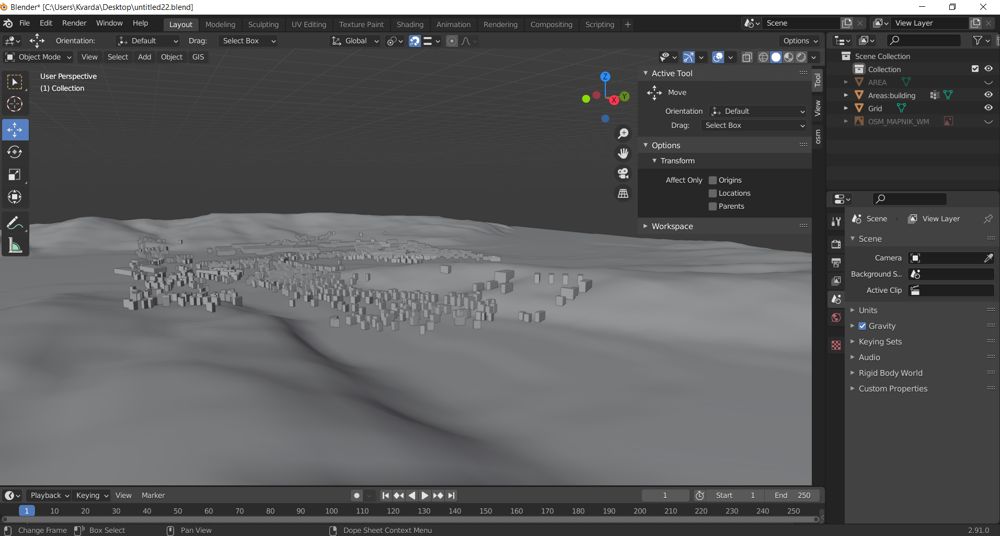 Blender* [C:\Users\Kvarda\Desktop\untitled22.blend]
File Edit Render Window Help Layout Modeling Sculpting UV Editing Texture Paint Shading Animation Rendering Compositing Scripting + Scene View Layer
Orientation: Default Drag: Select Box Global Options
Object Mode View Select Add Object GIS
User Perspective
(1) Collection
Z
Y
X
Active Tool
Move
Orientation Default
Drag: Select Box
Options
Transform
Affect Only Origins
Locations
Parents
Workspace
Tool
View
osm
Scene Collection
Collection
AREA
Areas:building
Grid
OSM_MAPNIK_WM
Scene View Layer
Scene
Camera
Background S...
Active Clip
Units
Gravity
Keying Sets
Audio
Rigid Body World
Custom Properties
Playback Keying View Marker 1 Start 1 End 250
1 10 20 30 40 50 60 70 80 90 100 110 120 130 140 150 160 170 180 190 200 210 220 230 240 250
Change Frame Box Select Pan View Dope Sheet Context Menu 2.91.0